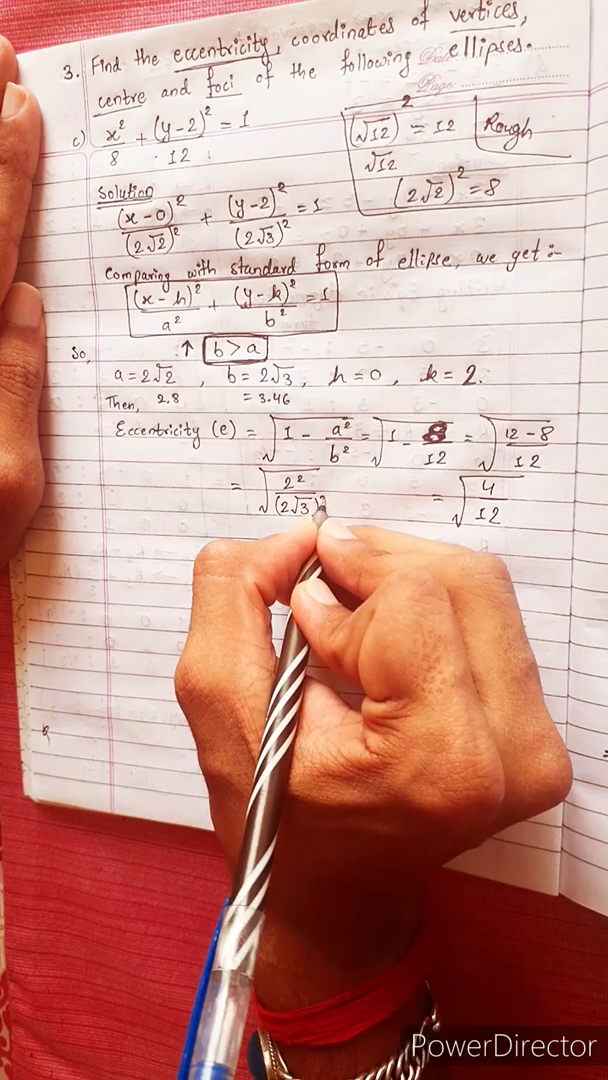 3. Find the eccentricity, coordinates of vertices,
centre and foci of the following ellipses.
Page:
c) x²/8 + (y-2)²/12 = 1
(√12)² = 12
√12
(2√2)² = 8
Rough
Solution
(x-0)²/(2√2)² + (y-2)²/(2√3)² = 1
Comparing with standard form of ellipse, we get :-
(x-h)²/a² + (y-k)²/b² = 1
↑ b > a
So,
a = 2√2 , b = 2√3 , h = 0 , k = 2.
2.8 = 3.46
Then,
Eccentricity (e) = √(1 - a²/b²) = √(1 - 8/12) = √((12-8)/12)
= √(2²/(2√3)²) = √(4/12)
PowerDirector